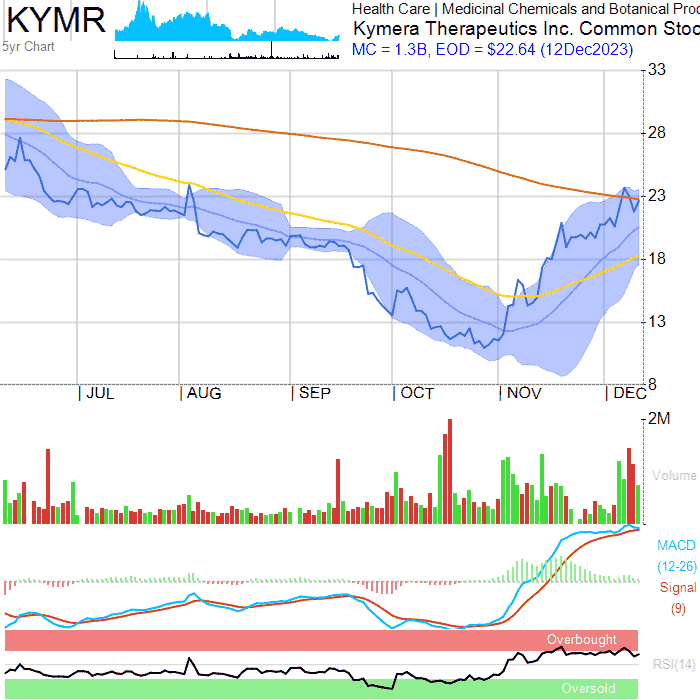 KYMR
5yr Chart
Health Care | Medicinal Chemicals and Botanical Prod
Kymera Therapeutics Inc. Common Stoc
MC = 1.3B, EOD = $22.64 (12Dec2023)
33
28
23
18
13
8
JUL
AUG
SEP
OCT
NOV
DEC
2M
Volume
MACD
(12-26)
Signal
(9)
Overbought
RSI(14)
Oversold